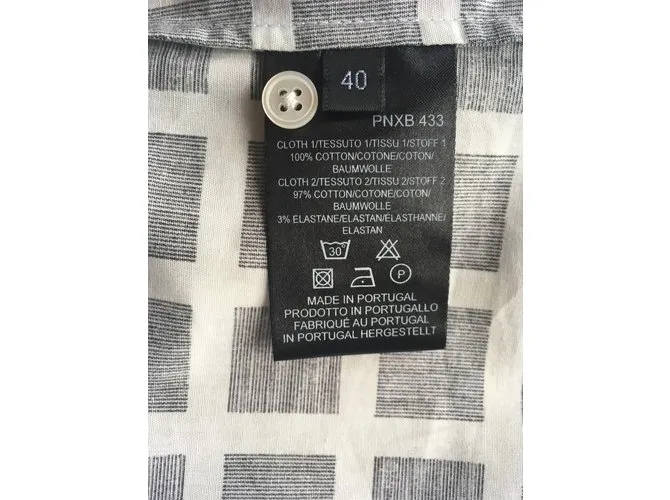 40
PNXB 433
CLOTH 1/TESSUTO 1/TISSU 1/STOFF 1
100% COTTON/COTONE/COTON/
BAUMWOLLE
CLOTH 2/TESSUTO 2/TISSU 2/STOFF 2
97% COTTON/COTONE/COTON/
BAUMWOLLE
3% ELASTANE/ELASTAN/ÉLASTHANNE/
ELASTAN
30°
P
MADE IN PORTUGAL
PRODOTTO IN PORTUGALLO
FABRIQUÉ AU PORTUGAL
IN PORTUGAL HERGESTELLT